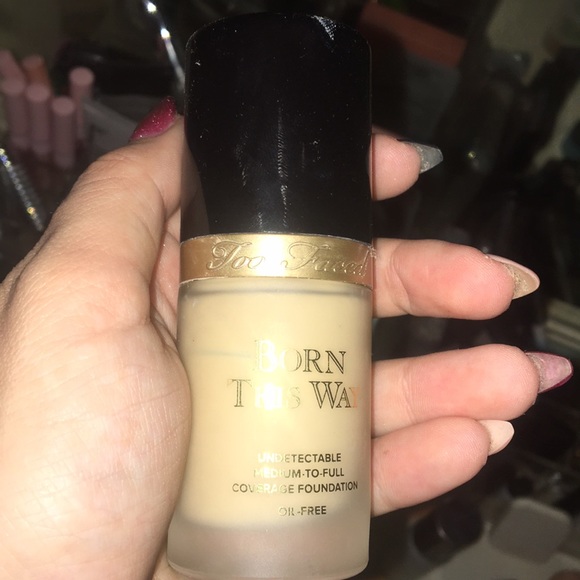 Too Faced
BORN
THIS WAY
UNDETECTABLE
MEDIUM-TO-FULL
COVERAGE FOUNDATION
OIL-FREE